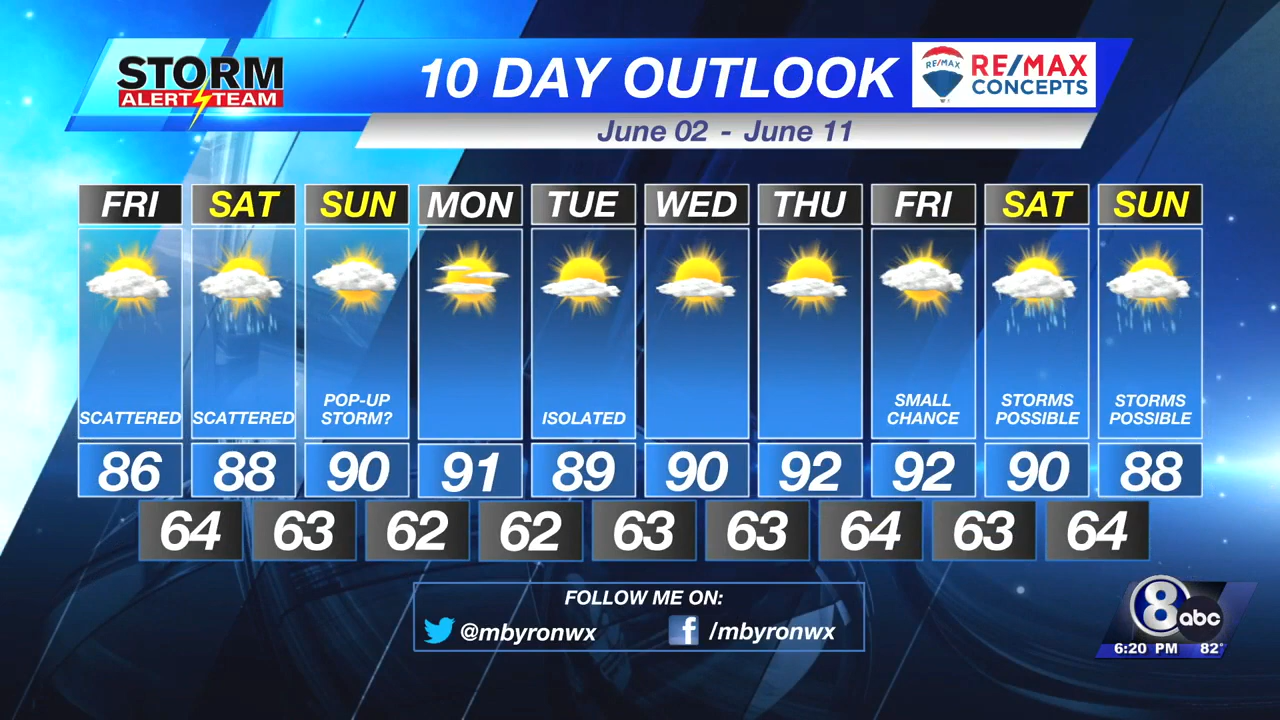 STORM
ALERT TEAM
10 DAY OUTLOOK
RE/MAX
RE/MAX
CONCEPTS
June 02 - June 11
FRI SAT SUN MON TUE WED THU FRI SAT SUN
SCATTERED
SCATTERED
POP-UP
STORM?
ISOLATED
SMALL
CHANCE
STORMS
POSSIBLE
STORMS
POSSIBLE
86 88 90 91 89 90 92 92 90 88
64 63 62 62 63 63 64 63 64
FOLLOW ME ON:
@mbyronwx f /mbyronwx
8 abc
6:20 PM 82°